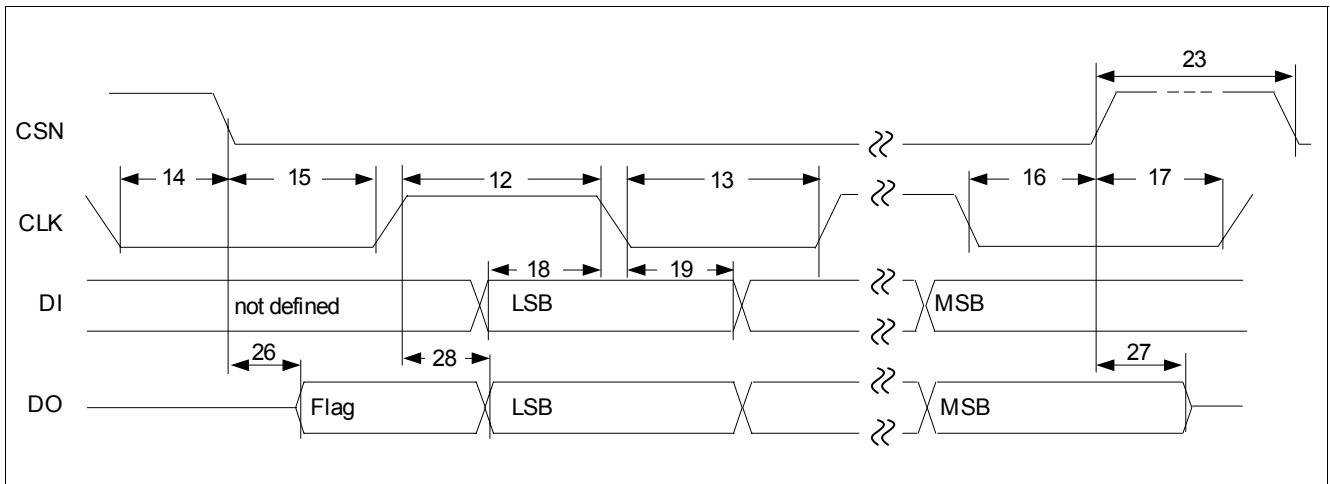 23
CSN
14 15 12 13 16 17
CLK
18 19
DI not defined LSB MSB
26 28 27
DO Flag LSB MSB